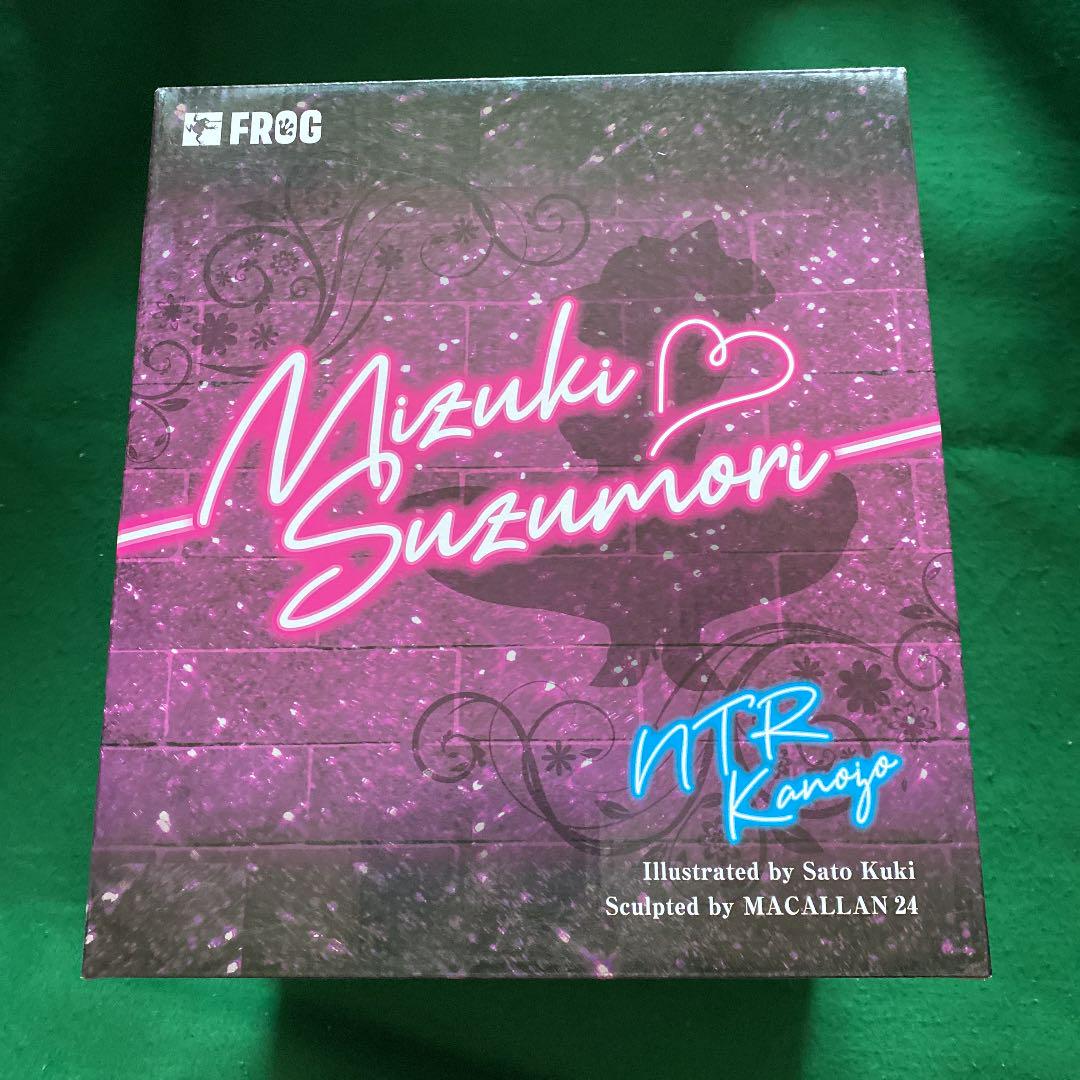 FROG
Mizuki
Suzumori
NTR
Kanojo
Illustrated by Sato Kuki
Sculpted by MACALLAN 24